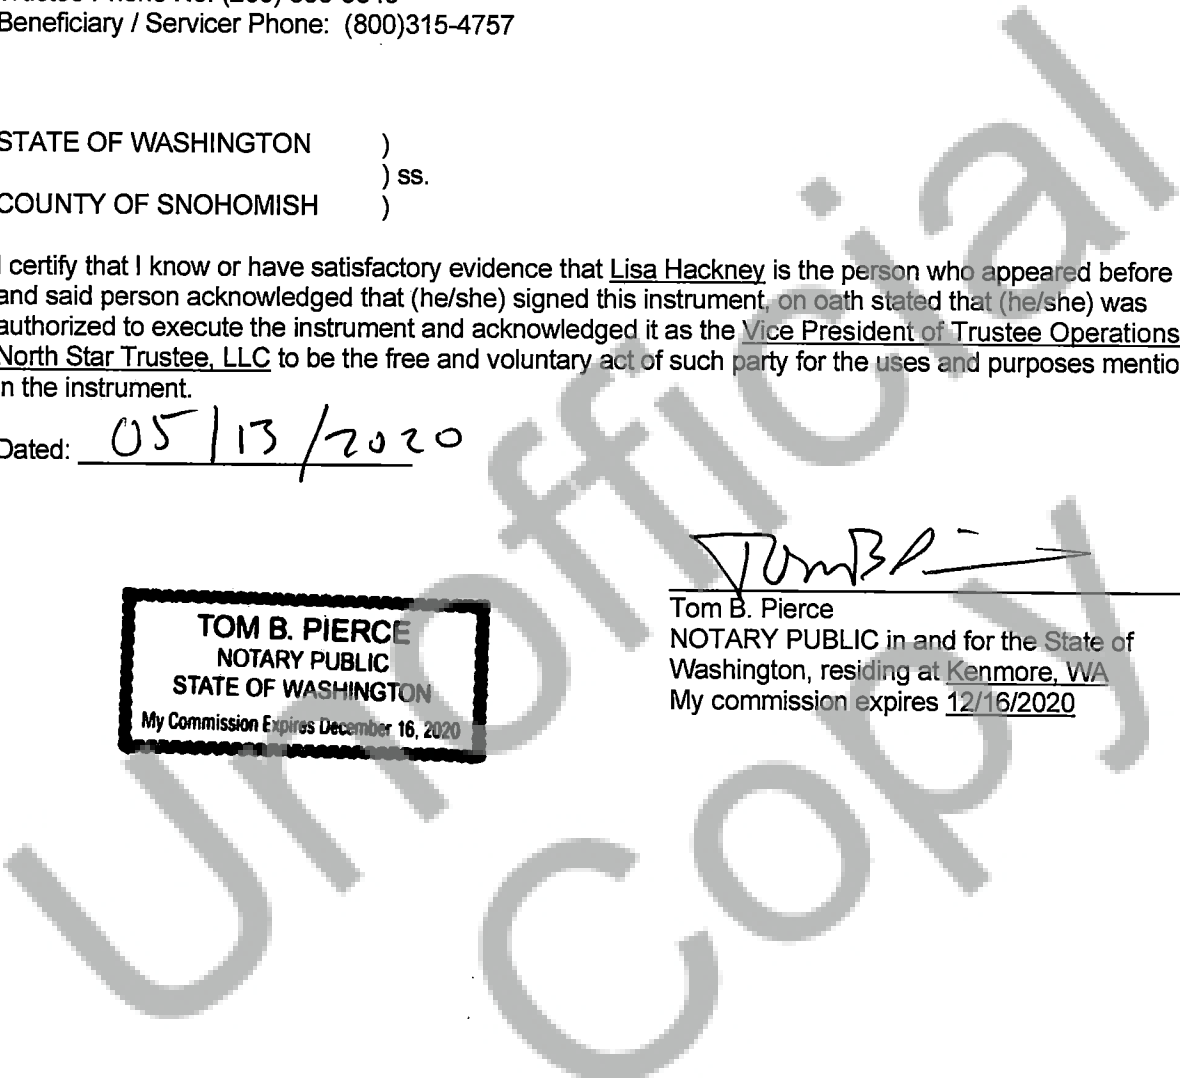 Beneficiary / Servicer Phone: (800)315-4757
STATE OF WASHINGTON )
) ss.
COUNTY OF SNOHOMISH )
I certify that I know or have satisfactory evidence that Lisa Hackney is the person who appeared before
and said person acknowledged that (he/she) signed this instrument, on oath stated that (he/she) was
authorized to execute the instrument and acknowledged it as the Vice President of Trustee Operations
North Star Trustee, LLC to be the free and voluntary act of such party for the uses and purposes mentio
in the instrument.
Dated: 05/13/2020
Tom B. Pierce
NOTARY PUBLIC in and for the State of
Washington, residing at Kenmore, WA
My commission expires 12/16/2020
TOM B. PIERCE
NOTARY PUBLIC
STATE OF WASHINGTON
My Commission Expires December 16, 2020
Unofficial
Copy